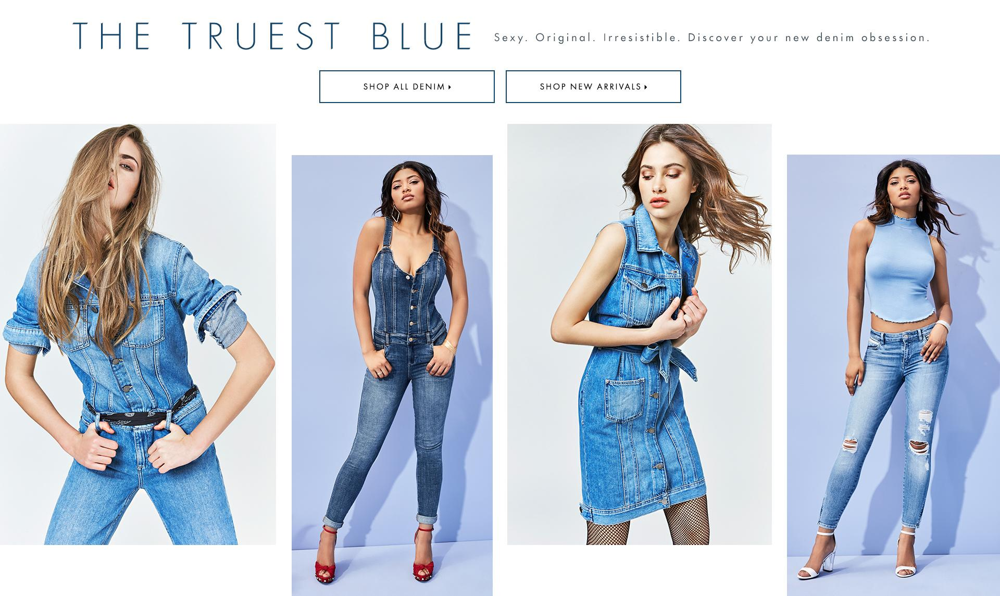 THE TRUEST BLUE Sexy. Original. Irresistible. Discover your new denim obsession.
SHOP ALL DENIM SHOP NEW ARRIVALS